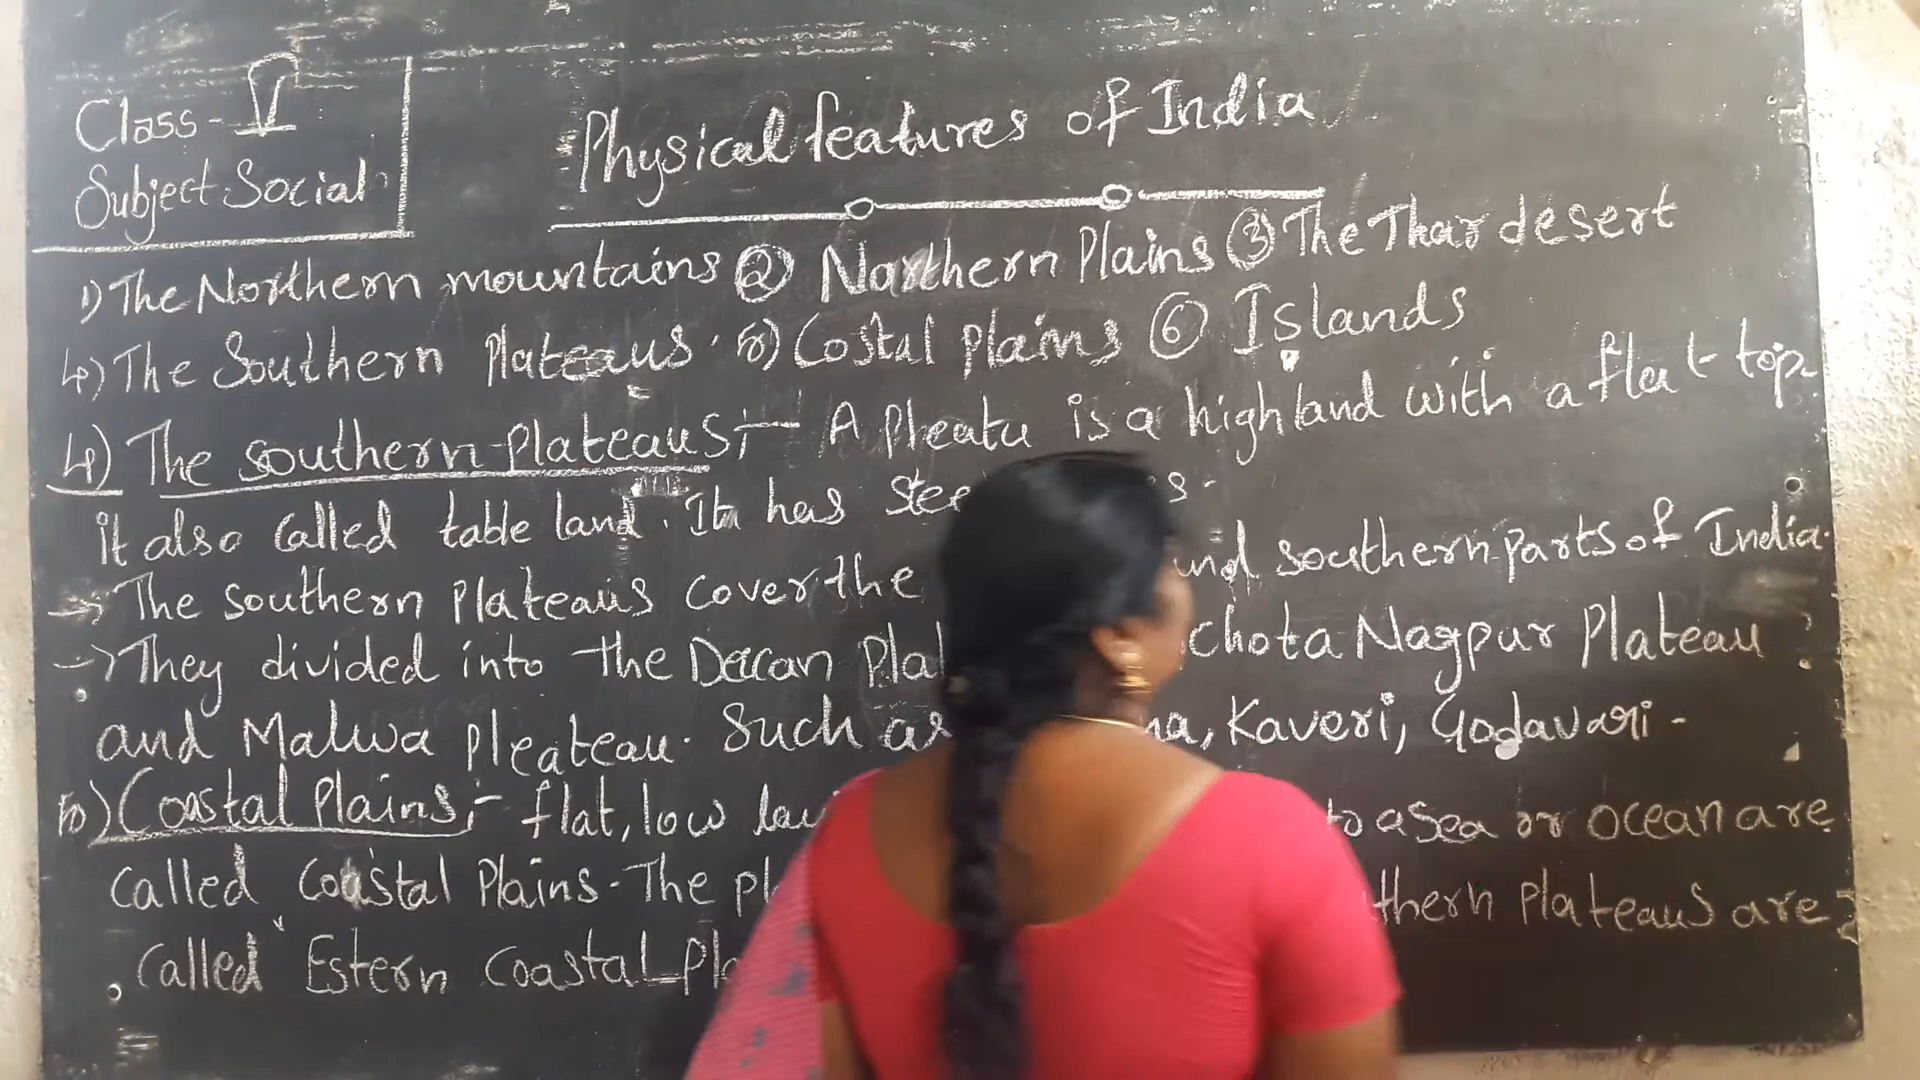 Class-V
Subject-Social
Physical features of India
1) The Northern mountains ② Narthern Plains ③ The Thar desert
4) The Southern Plateaus. 5) Costal plains ⑥ Islands
4) The southern-plateaus;- A pleatu is a high land with a flat top.
it also called table land. It has
→ The southern Plateaus cover the southern parts of India.
→ They divided into the Deccan chota Nagpur Plateau
and Malwa pleateau. Such as Kaveri, Godavari-
5) Coastal Plains;- flat, low to a sea or ocean are
called Coastal Plains-The Plateaus are
called "Estern Coastal